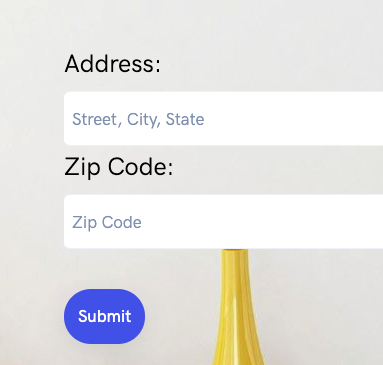 Address:
Street, City, State
Zip Code:
Zip Code
Submit